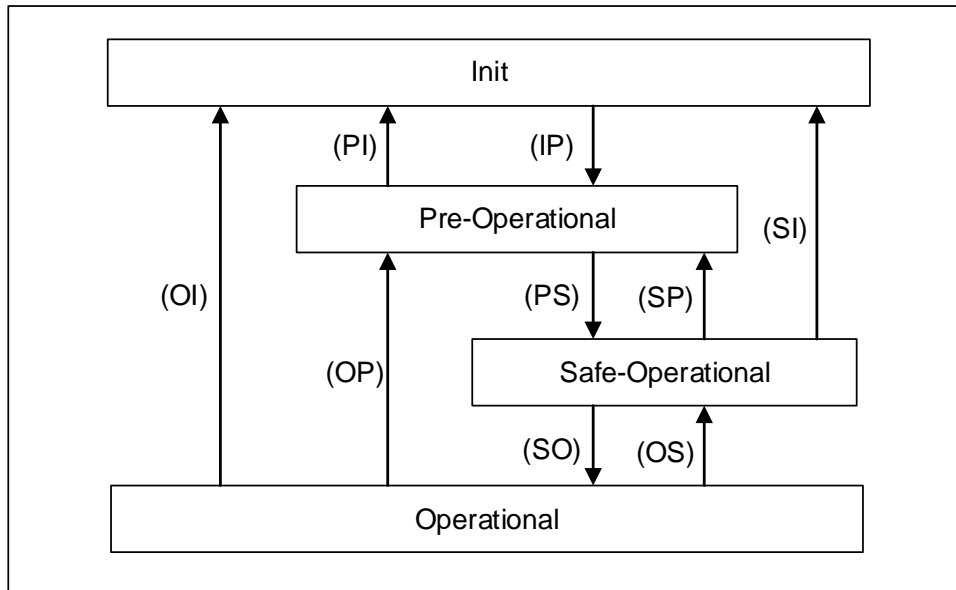 Init
(PI)
(IP)
Pre-Operational
(SI)
(OI)
(PS)
(SP)
Safe-Operational
(OP)
(SO)
(OS)
Operational